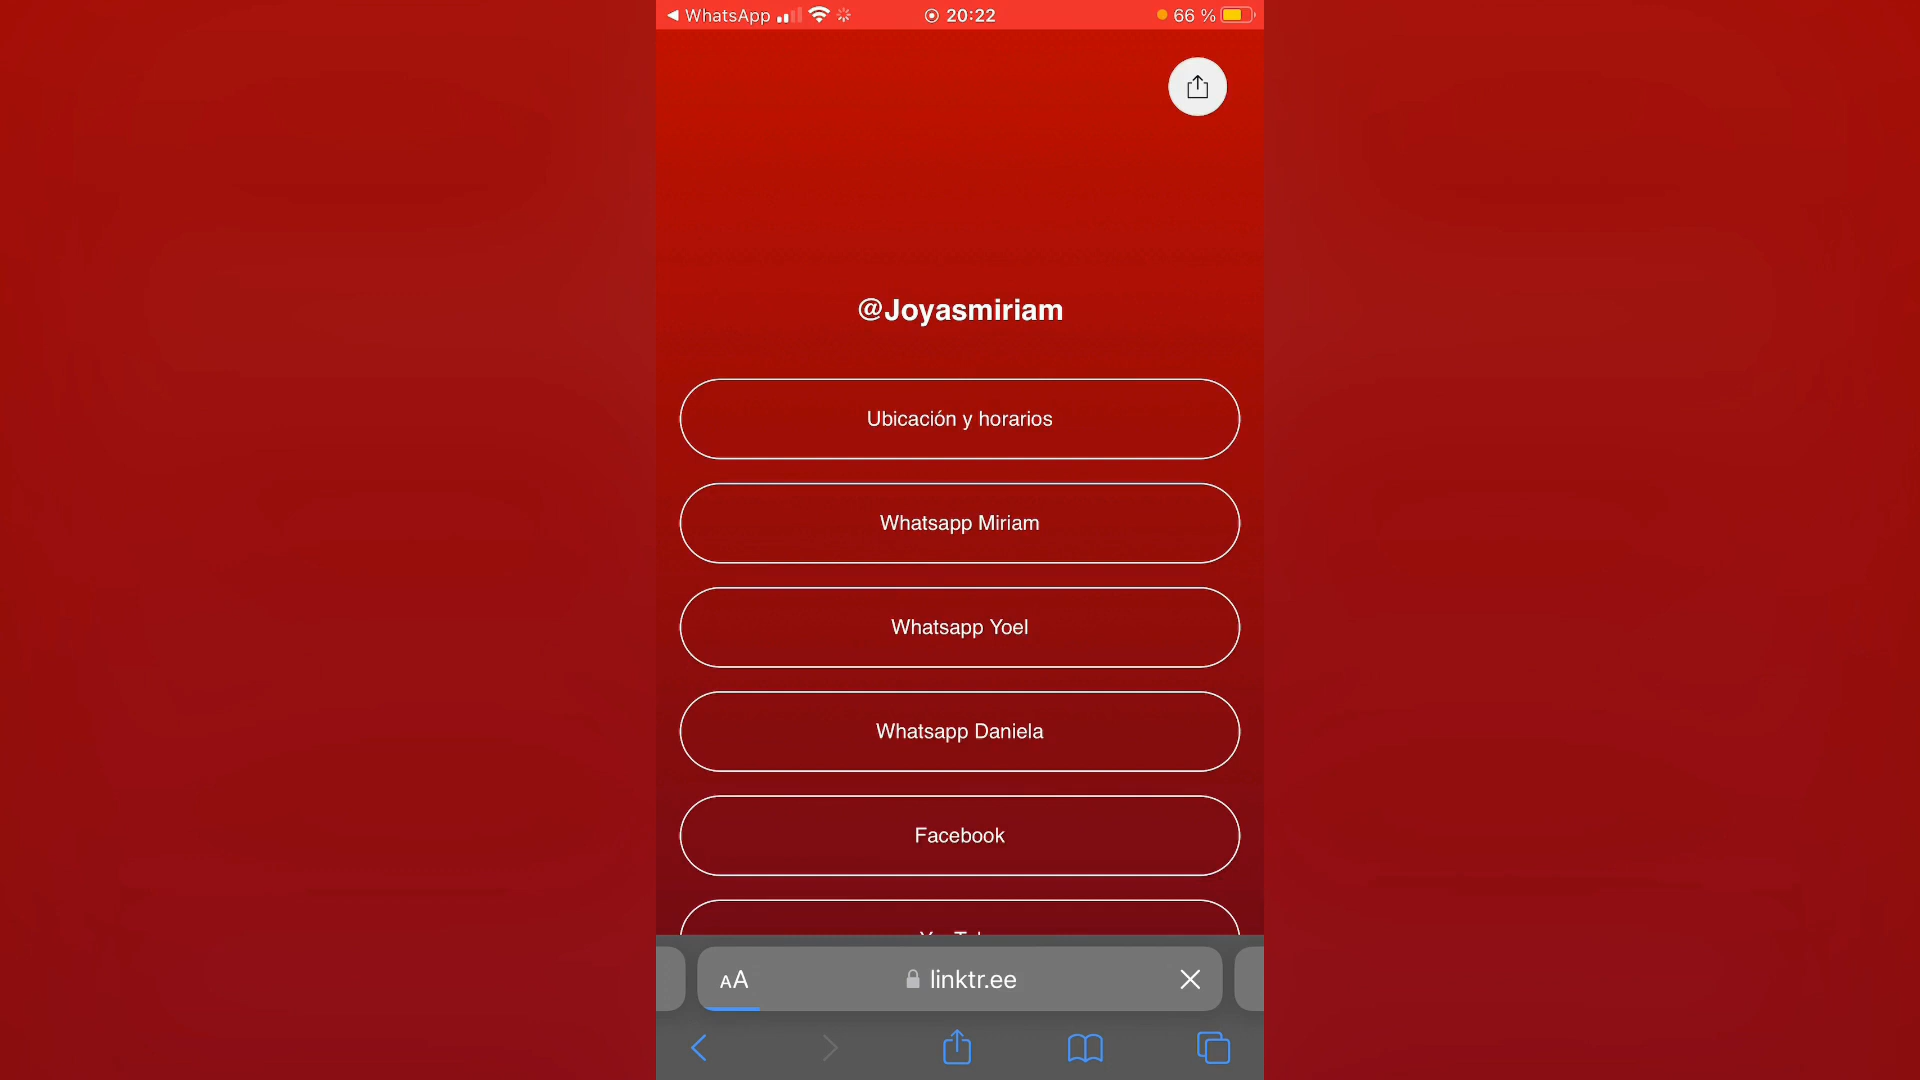 WhatsApp 20:22 66 %
@Joyasmiriam
Ubicación y horarios
Whatsapp Miriam
Whatsapp Yoel
Whatsapp Daniela
Facebook
AA linktr.ee